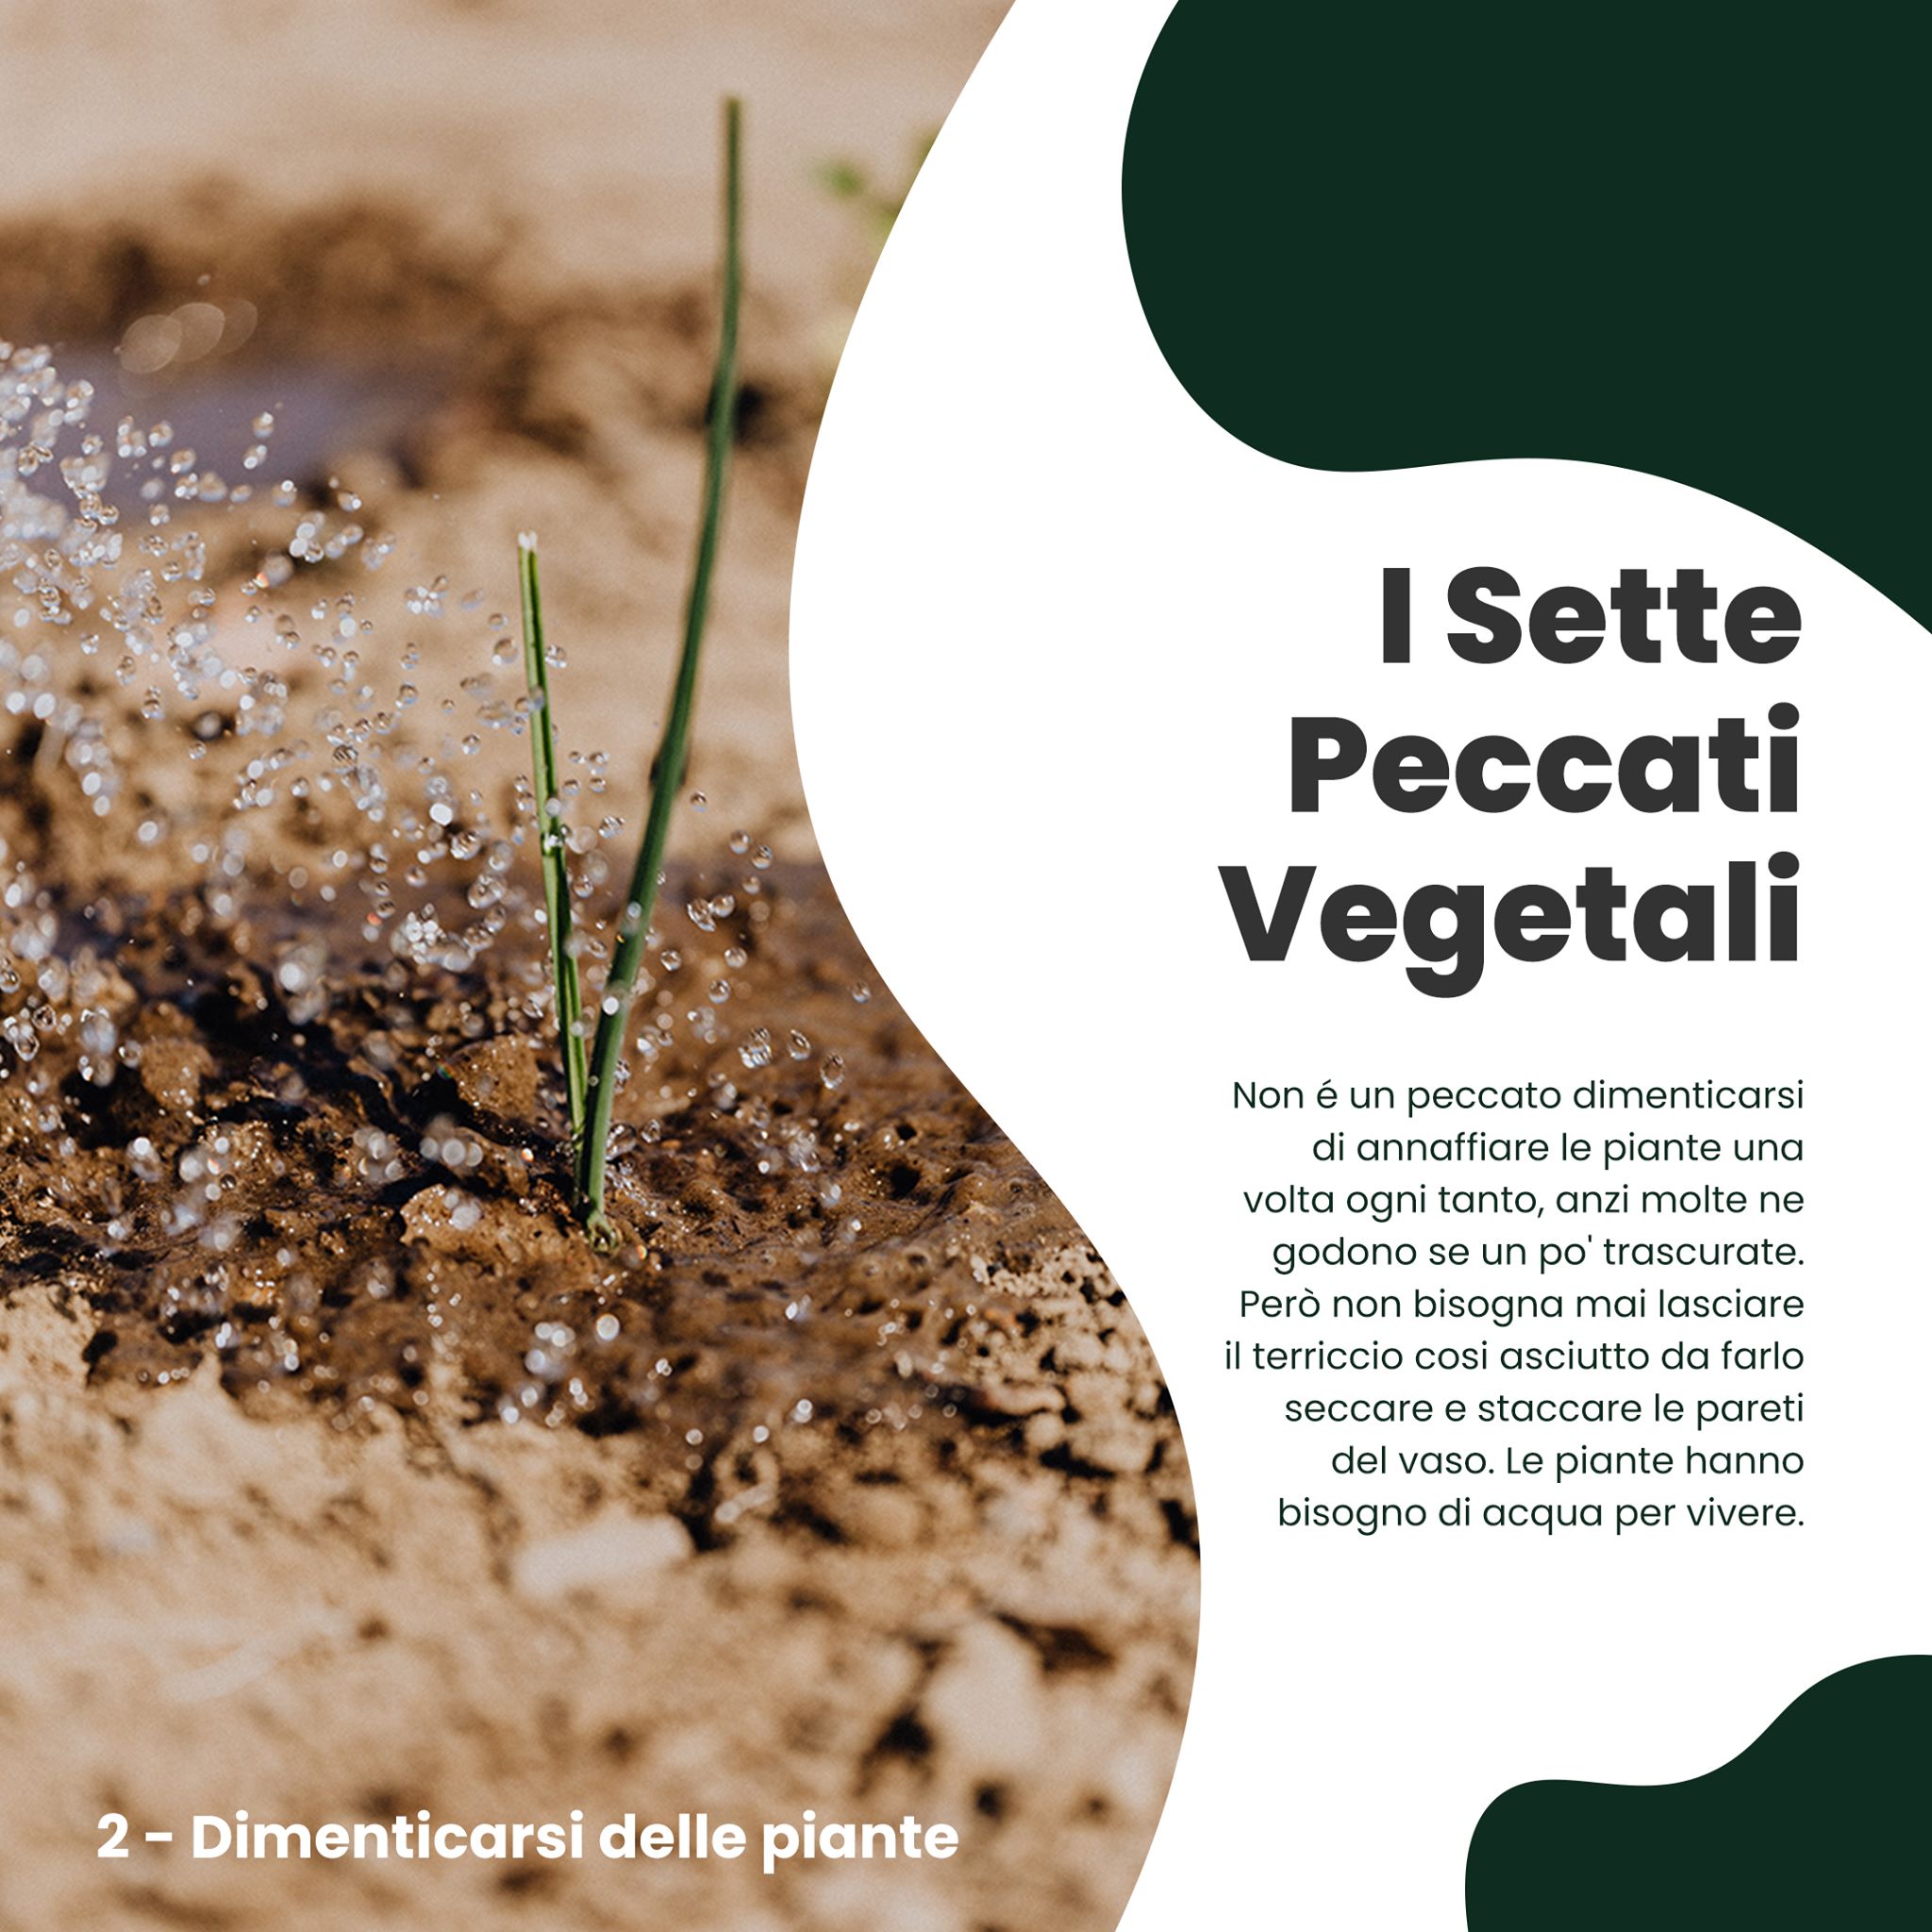 I Sette
Peccati
Vegetali
Non é un peccato dimenticarsi
di annaffiare le piante una
volta ogni tanto, anzi molte ne
godono se un po' trascurate.
Però non bisogna mai lasciare
il terriccio cosi asciutto da farlo
seccare e staccare le pareti
del vaso. Le piante hanno
bisogno di acqua per vivere.
2 - Dimenticarsi delle piante